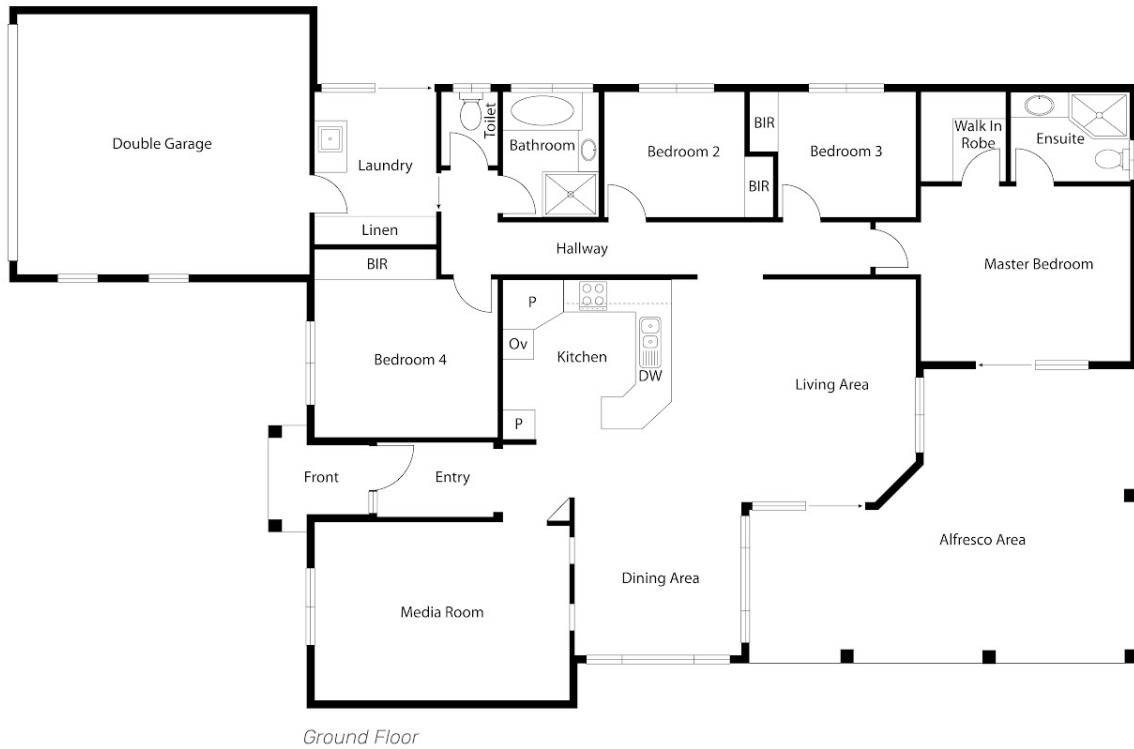 Double Garage
Toilet
Laundry
Linen
Bathroom
Bedroom 2
BIR
BIR
Bedroom 3
Walk In
Robe
Ensuite
Hallway
Master Bedroom
BIR
Bedroom 4
P
Ov
Kitchen
DW
P
Living Area
Front
Entry
Alfresco Area
Dining Area
Media Room
Ground Floor